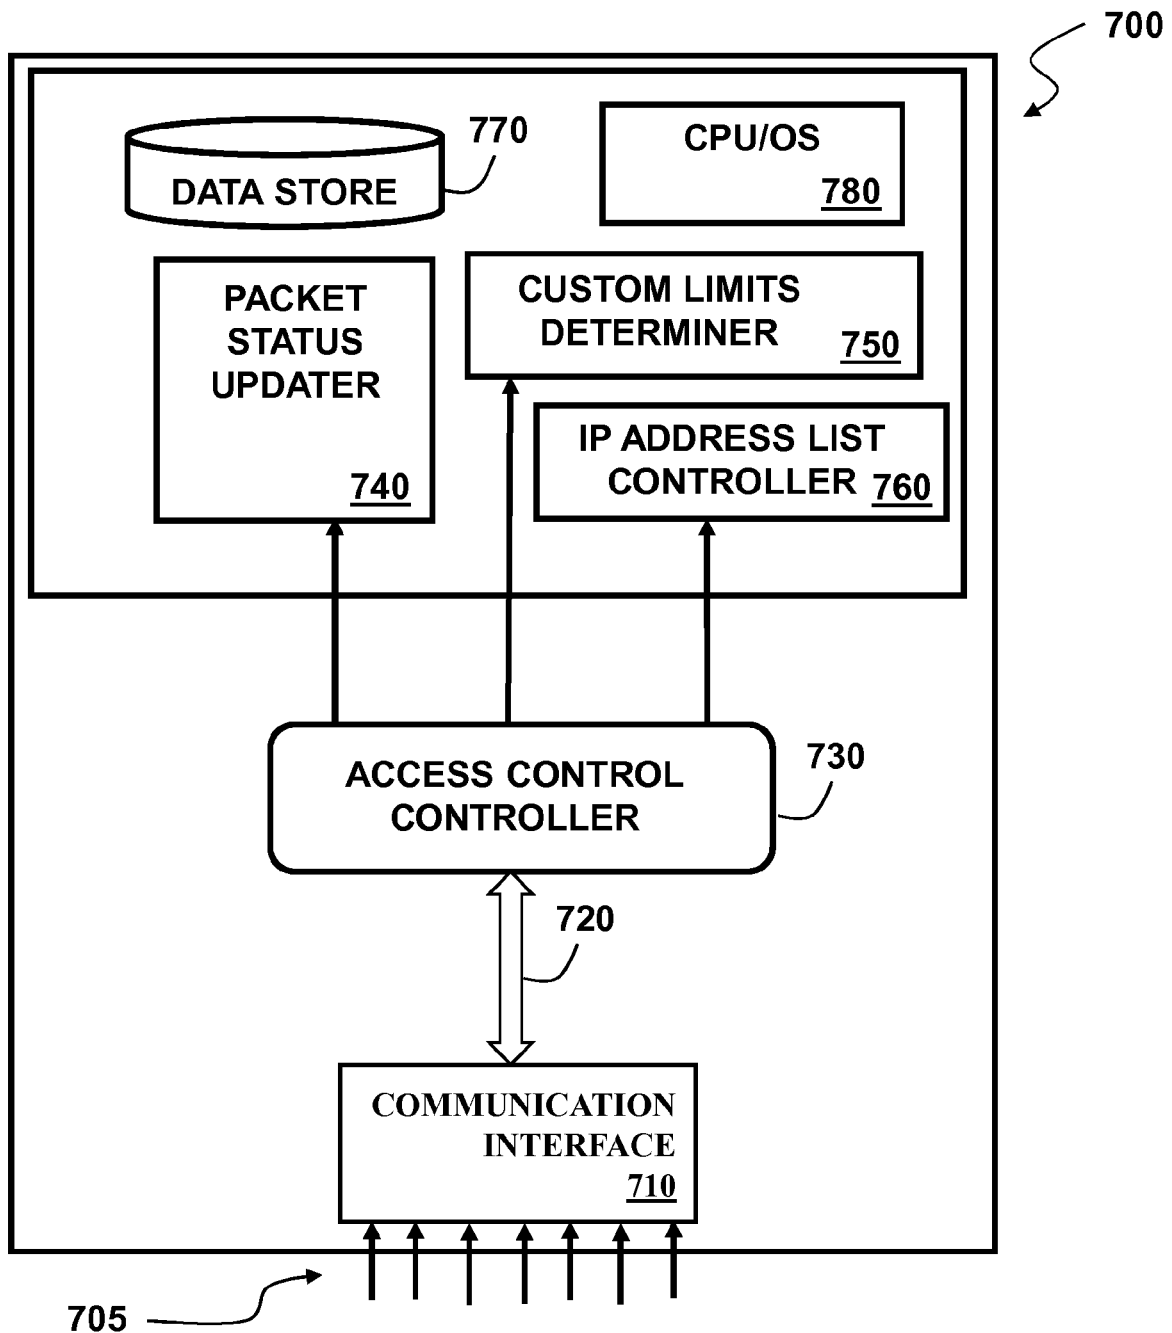 700
770
CPU/OS
780
DATA STORE
PACKET
STATUS
UPDATER
740
CUSTOM LIMITS
DETERMINER
750
IP ADDRESS LIST
CONTROLLER 760
ACCESS CONTROL
CONTROLLER
730
720
COMMUNICATION
INTERFACE
710
705